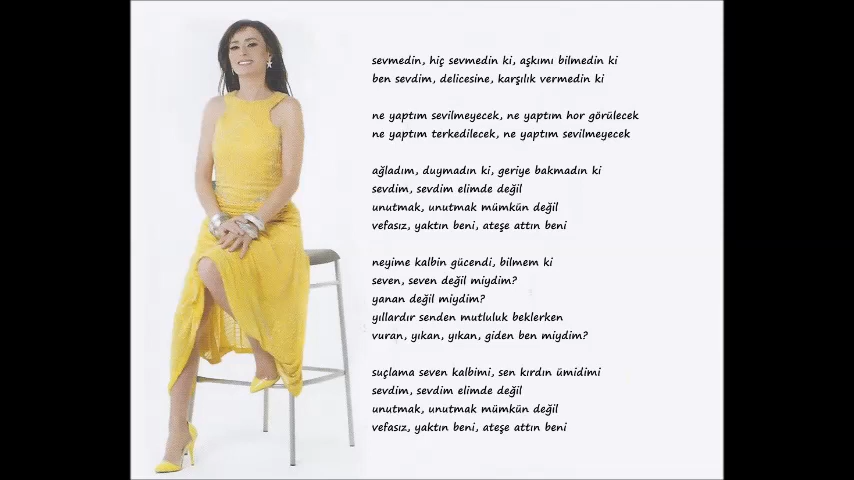 sevmedin, hiç sevmedin ki, aşkımı bilmedin ki
ben sevdim, delicesine, karşılık vermedin ki
ne yaptım sevilmeyecek, ne yaptım hor görülecek
ne yaptım terkedilecek, ne yaptım sevilmeyecek
ağladım, duymadın ki, geriye bakmadın ki
sevdim, sevdim elimde değil
unutmak, unutmak mümkün değil
vefasız, yaktın beni, ateşe attın beni
neyime kalbin gücendi, bilmem ki
seven, seven değil miydim?
yanan değil miydim?
yıllardır senden mutluluk beklerken
vuran, yıkan, yıkan, giden ben miydim?
suçlama seven kalbimi, sen kırdın ümidimi
sevdim, sevdim elimde değil
unutmak, unutmak mümkün değil
vefasız, yaktın beni, ateşe attın beni